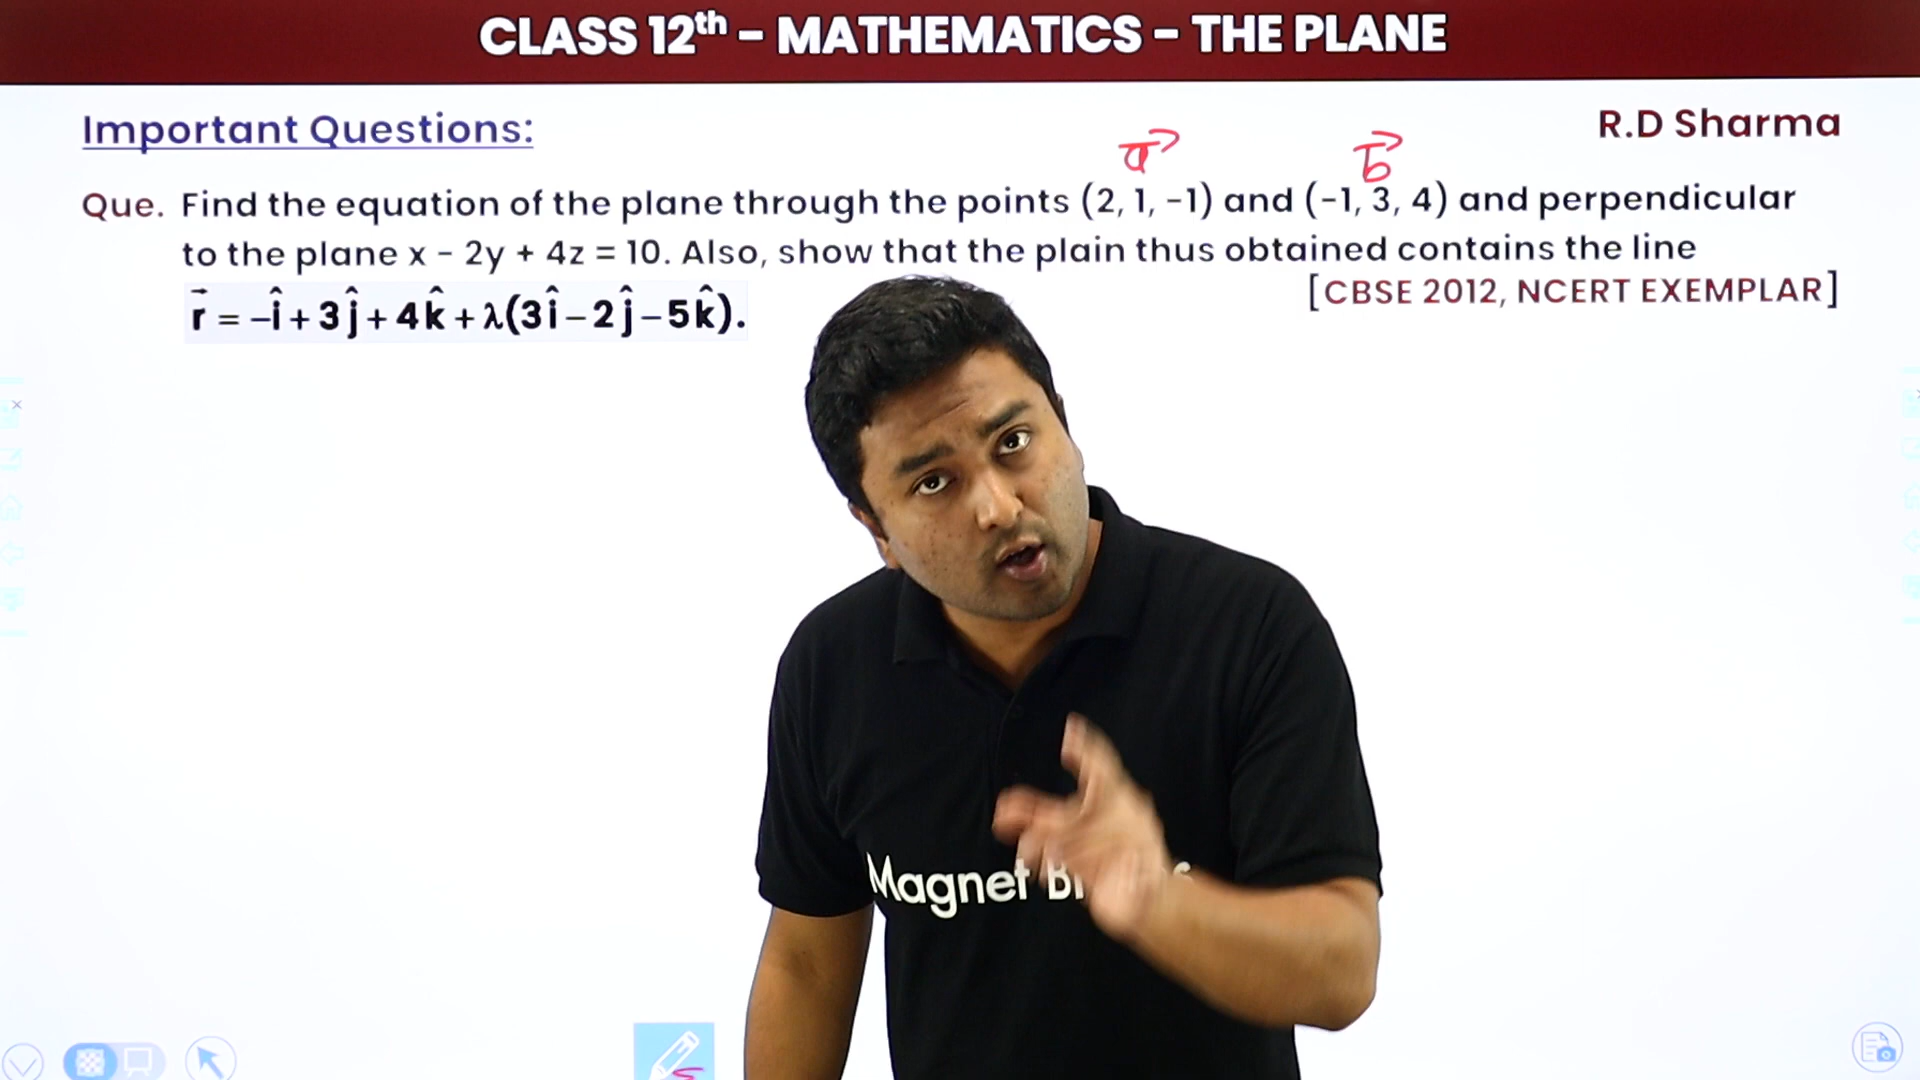 CLASS 12th – MATHEMATICS – THE PLANE
Important Questions:
R.D Sharma
a⃗ b⃗
Que. Find the equation of the plane through the points (2, 1, -1) and (-1, 3, 4) and perpendicular
to the plane x - 2y + 4z = 10. Also, show that the plain thus obtained contains the line
[CBSE 2012, NCERT EXEMPLAR]
r⃗ = –î + 3ĵ + 4k̂ + λ(3î – 2ĵ – 5k̂).
Magnet